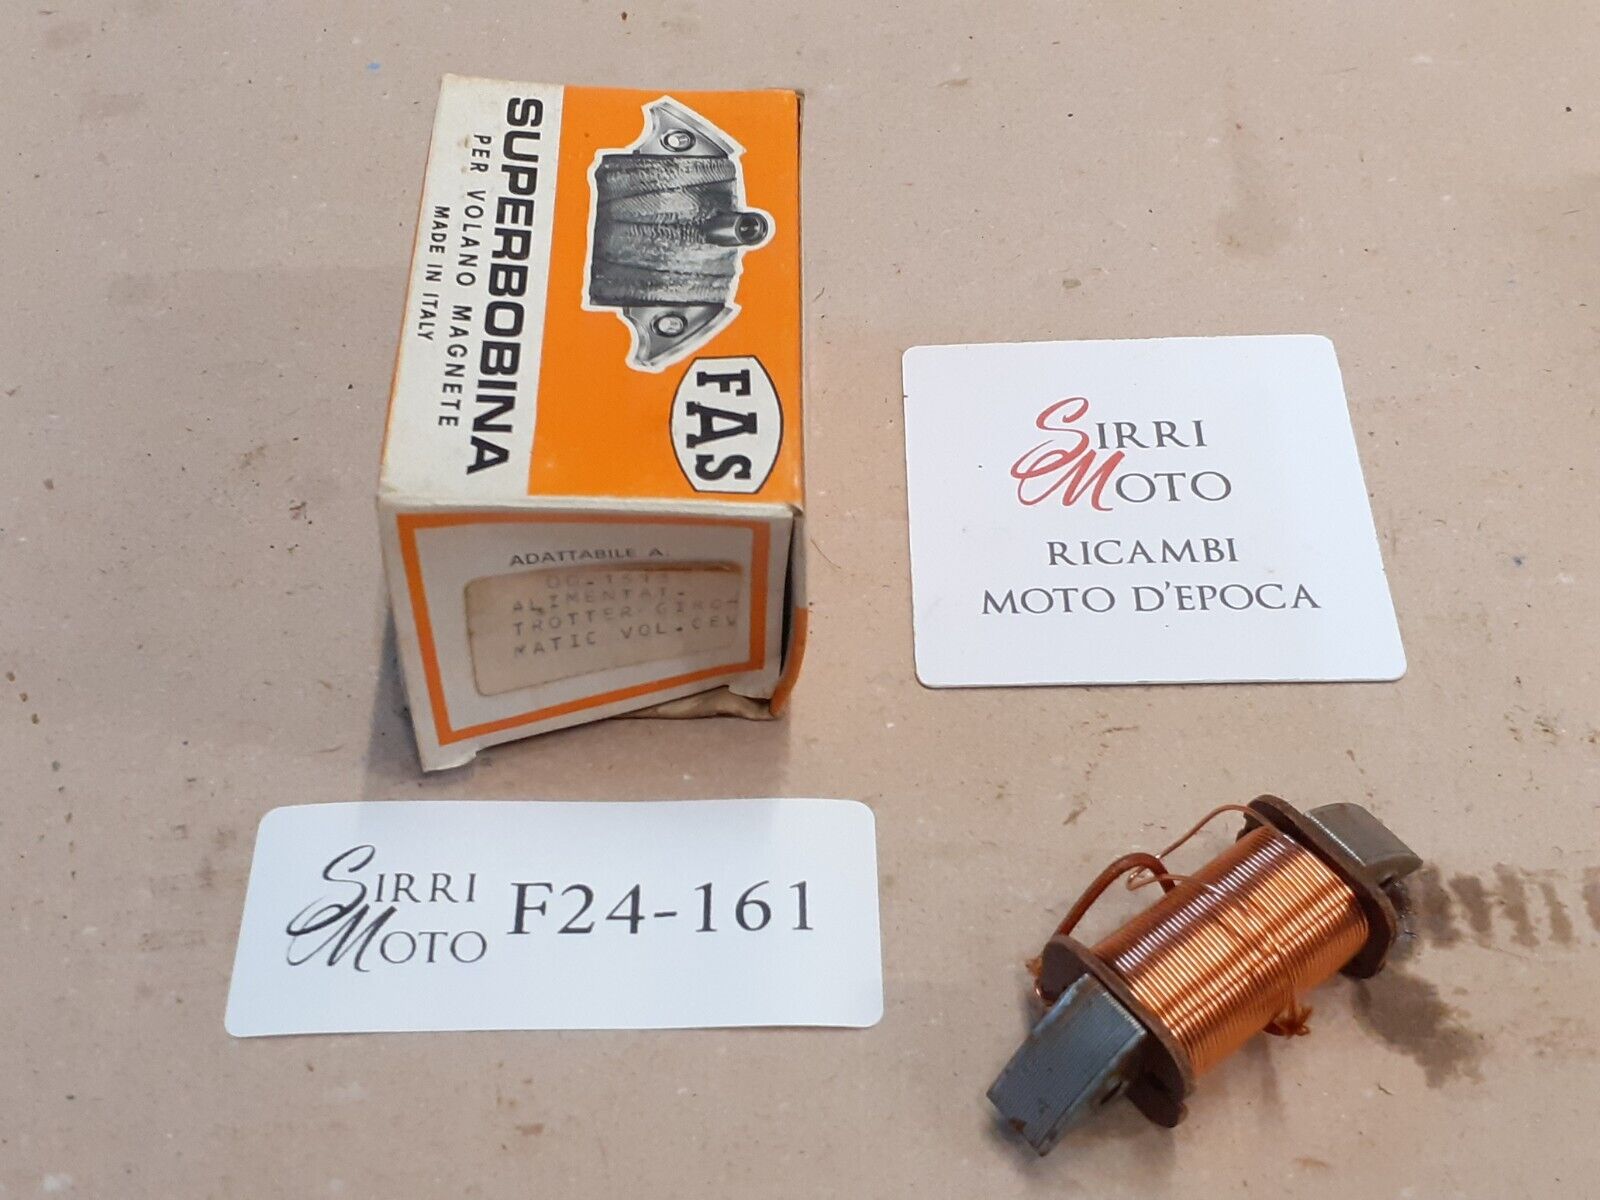 SUPERBOBINA
PER VOLANO MAGNETE
MADE IN ITALY
FAS
ADATTABILE A:
ALIMENTAT.
TROTTER GIRO-
MATIC VOL. CEV
SIRRI
MOTO
RICAMBI
MOTO D'EPOCA
SIRRI
MOTO
F24-161